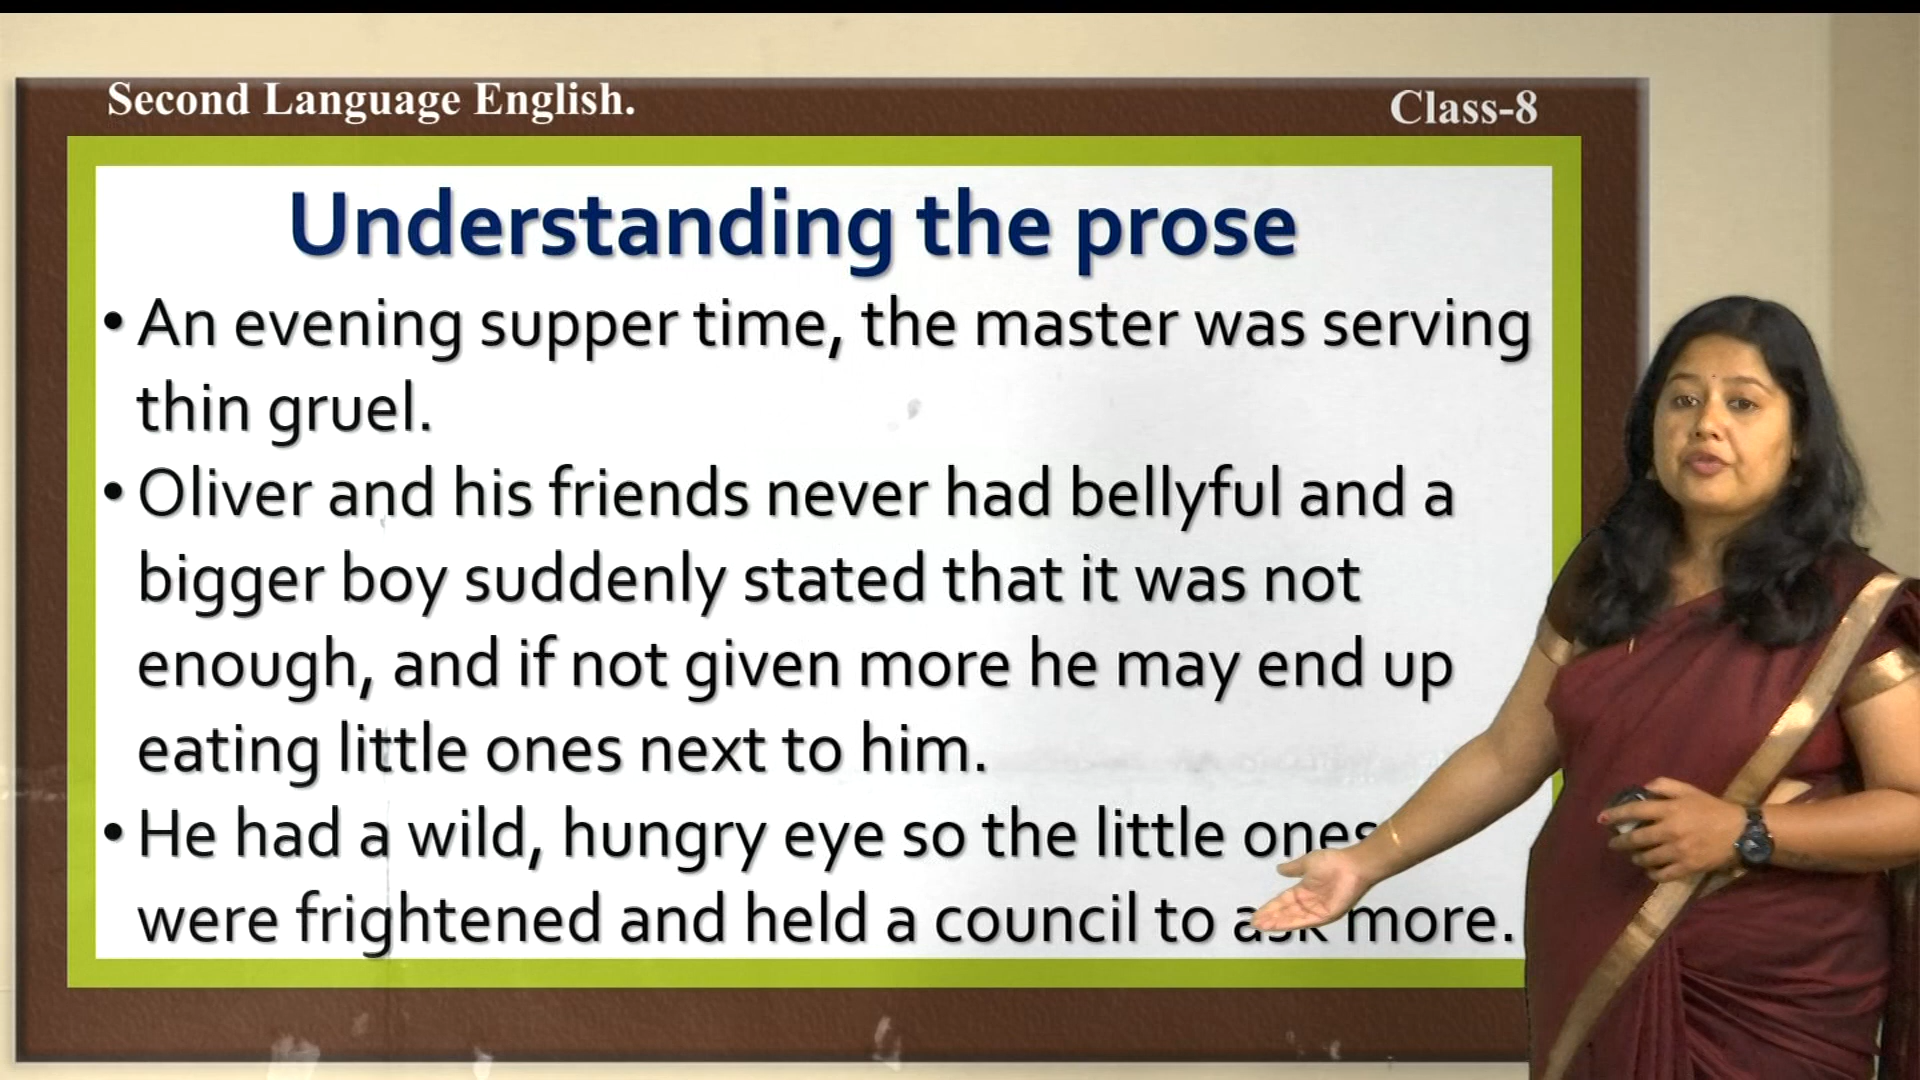 Second Language English.
Class-8
Understanding the prose
• An evening supper time, the master was serving
thin gruel.
• Oliver and his friends never had bellyful and a
bigger boy suddenly stated that it was not
enough, and if not given more he may end up
eating little ones next to him.
• He had a wild, hungry eye so the little ones
were frightened and held a council to ask more.